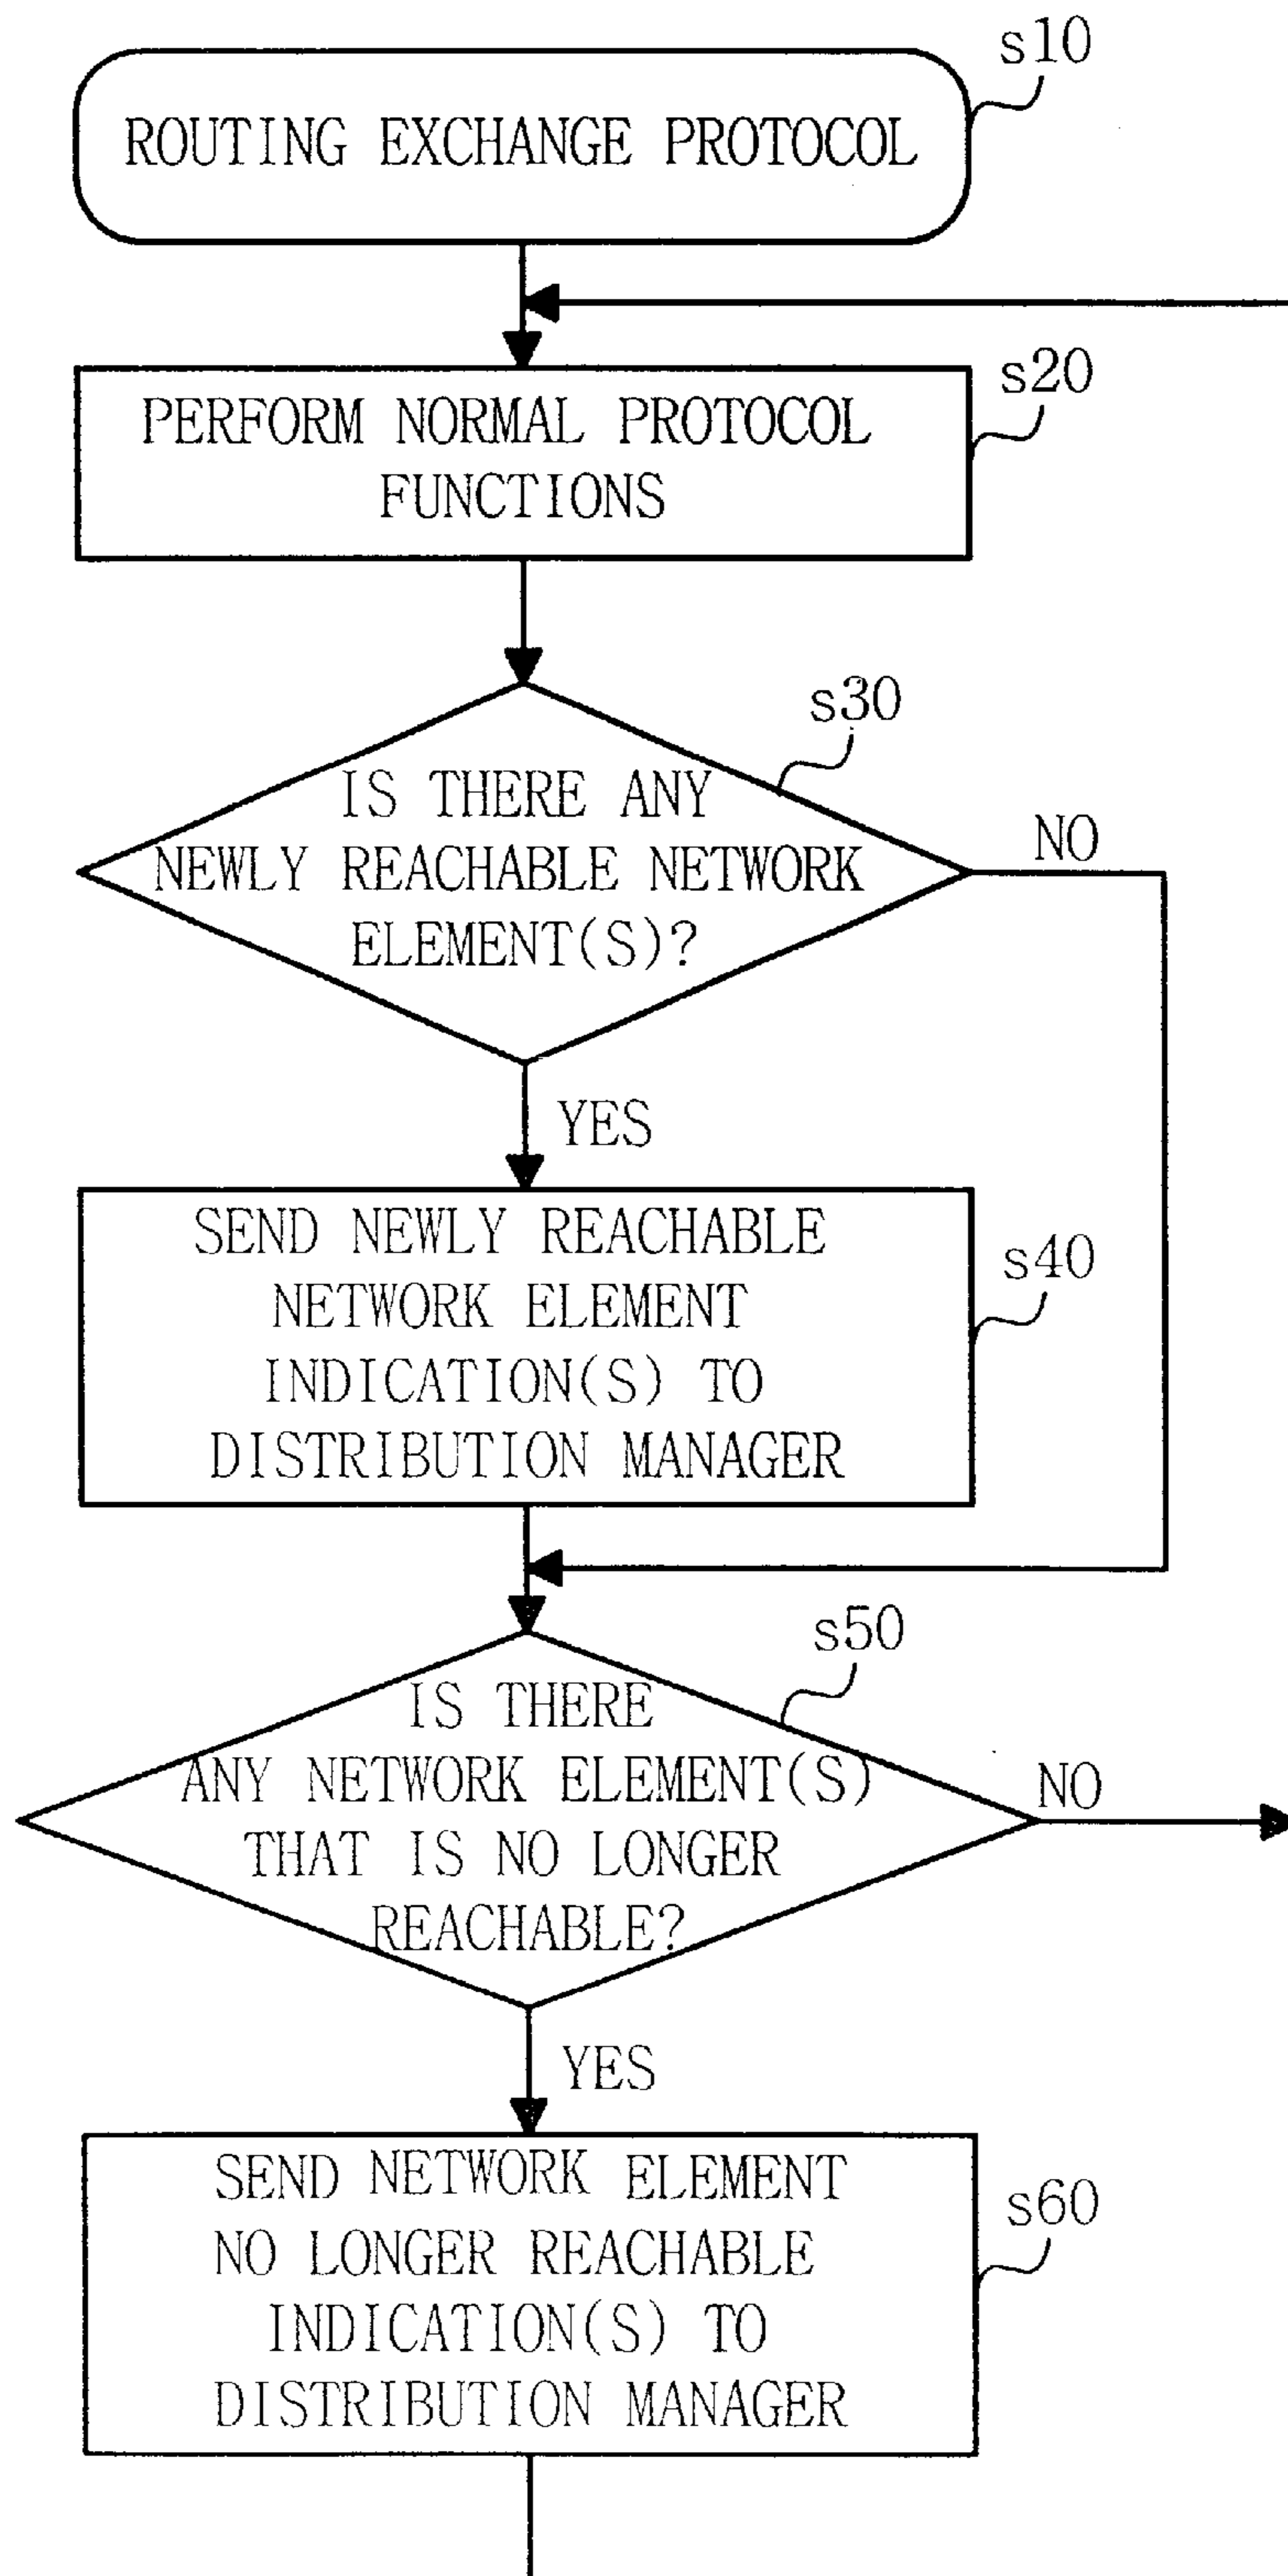 s10
ROUTING EXCHANGE PROTOCOL
s20
PERFORM NORMAL PROTOCOL
FUNCTIONS
s30
IS THERE ANY
NEWLY REACHABLE NETWORK
ELEMENT(S)?
NO
YES
SEND NEWLY REACHABLE
NETWORK ELEMENT
INDICATION(S) TO
DISTRIBUTION MANAGER
s40
s50
IS THERE
ANY NETWORK ELEMENT(S)
THAT IS NO LONGER
REACHABLE?
NO
YES
SEND NETWORK ELEMENT
NO LONGER REACHABLE
INDICATION(S) TO
DISTRIBUTION MANAGER
s60